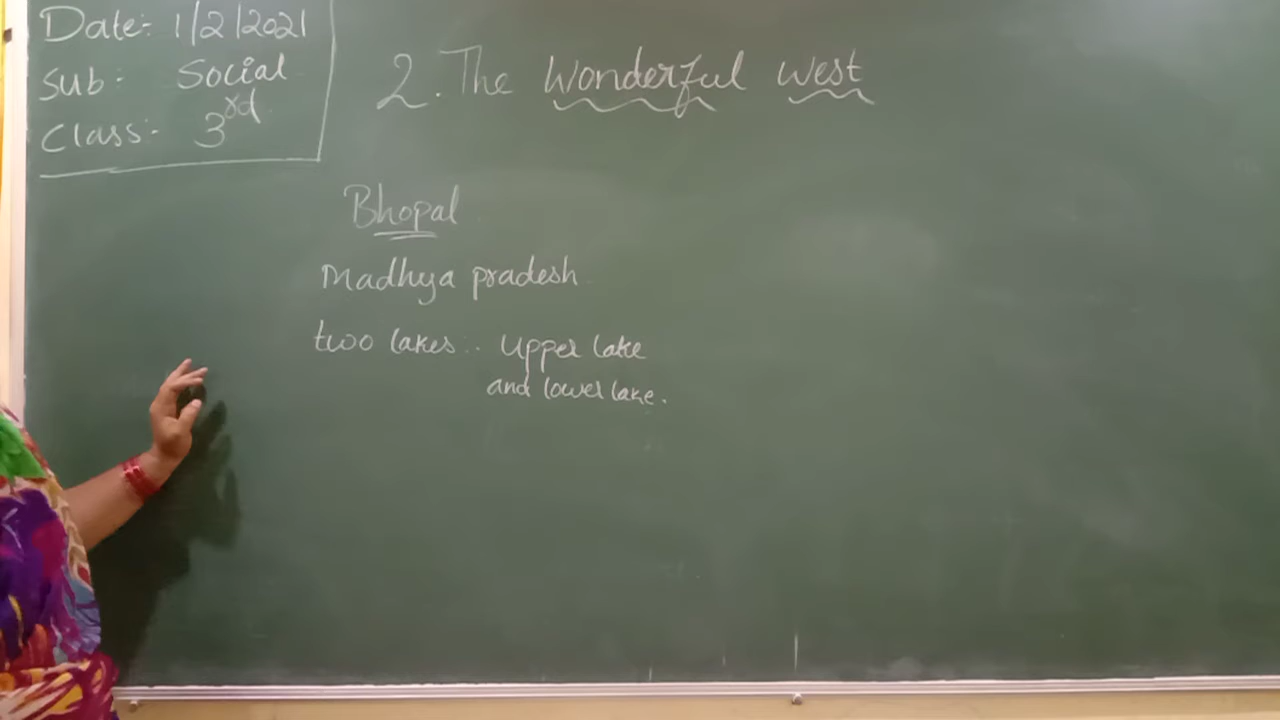 Date:- 1/2/2021
Sub:- Social
Class:- 3rd
2. The Wonderful West
Bhopal
Madhya pradesh
two lakes:- Upper lake
and lower lake.